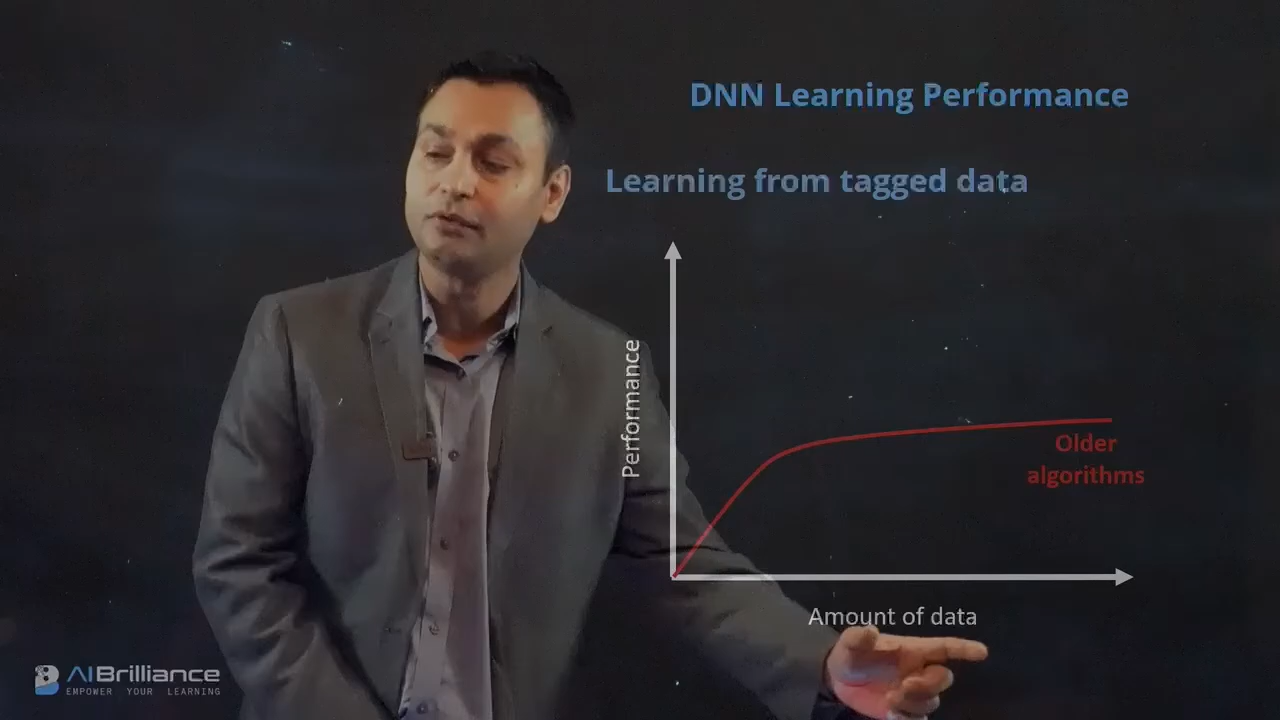 DNN Learning Performance
Learning from tagged data
Performance
Older
algorithms
Amount of data
AIBrilliance
EMPOWER YOUR LEARNING